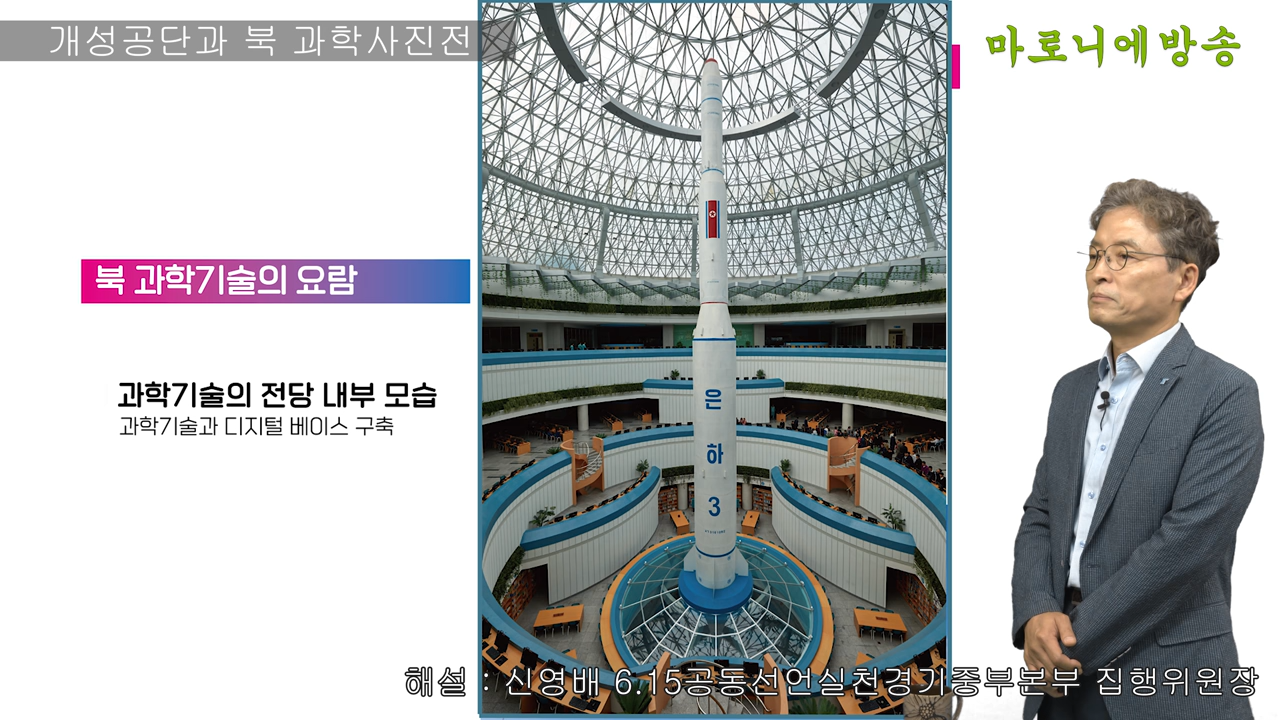 개성공단과 북 과학사진전
마로니에방송
북 과학기술의 요람
과학기술의 전당 내부 모습
과학기술과 디지털 베이스 구축
은
하
3
해설 : 신영배 6.15공동선언실천경기중부본부 집행위원장